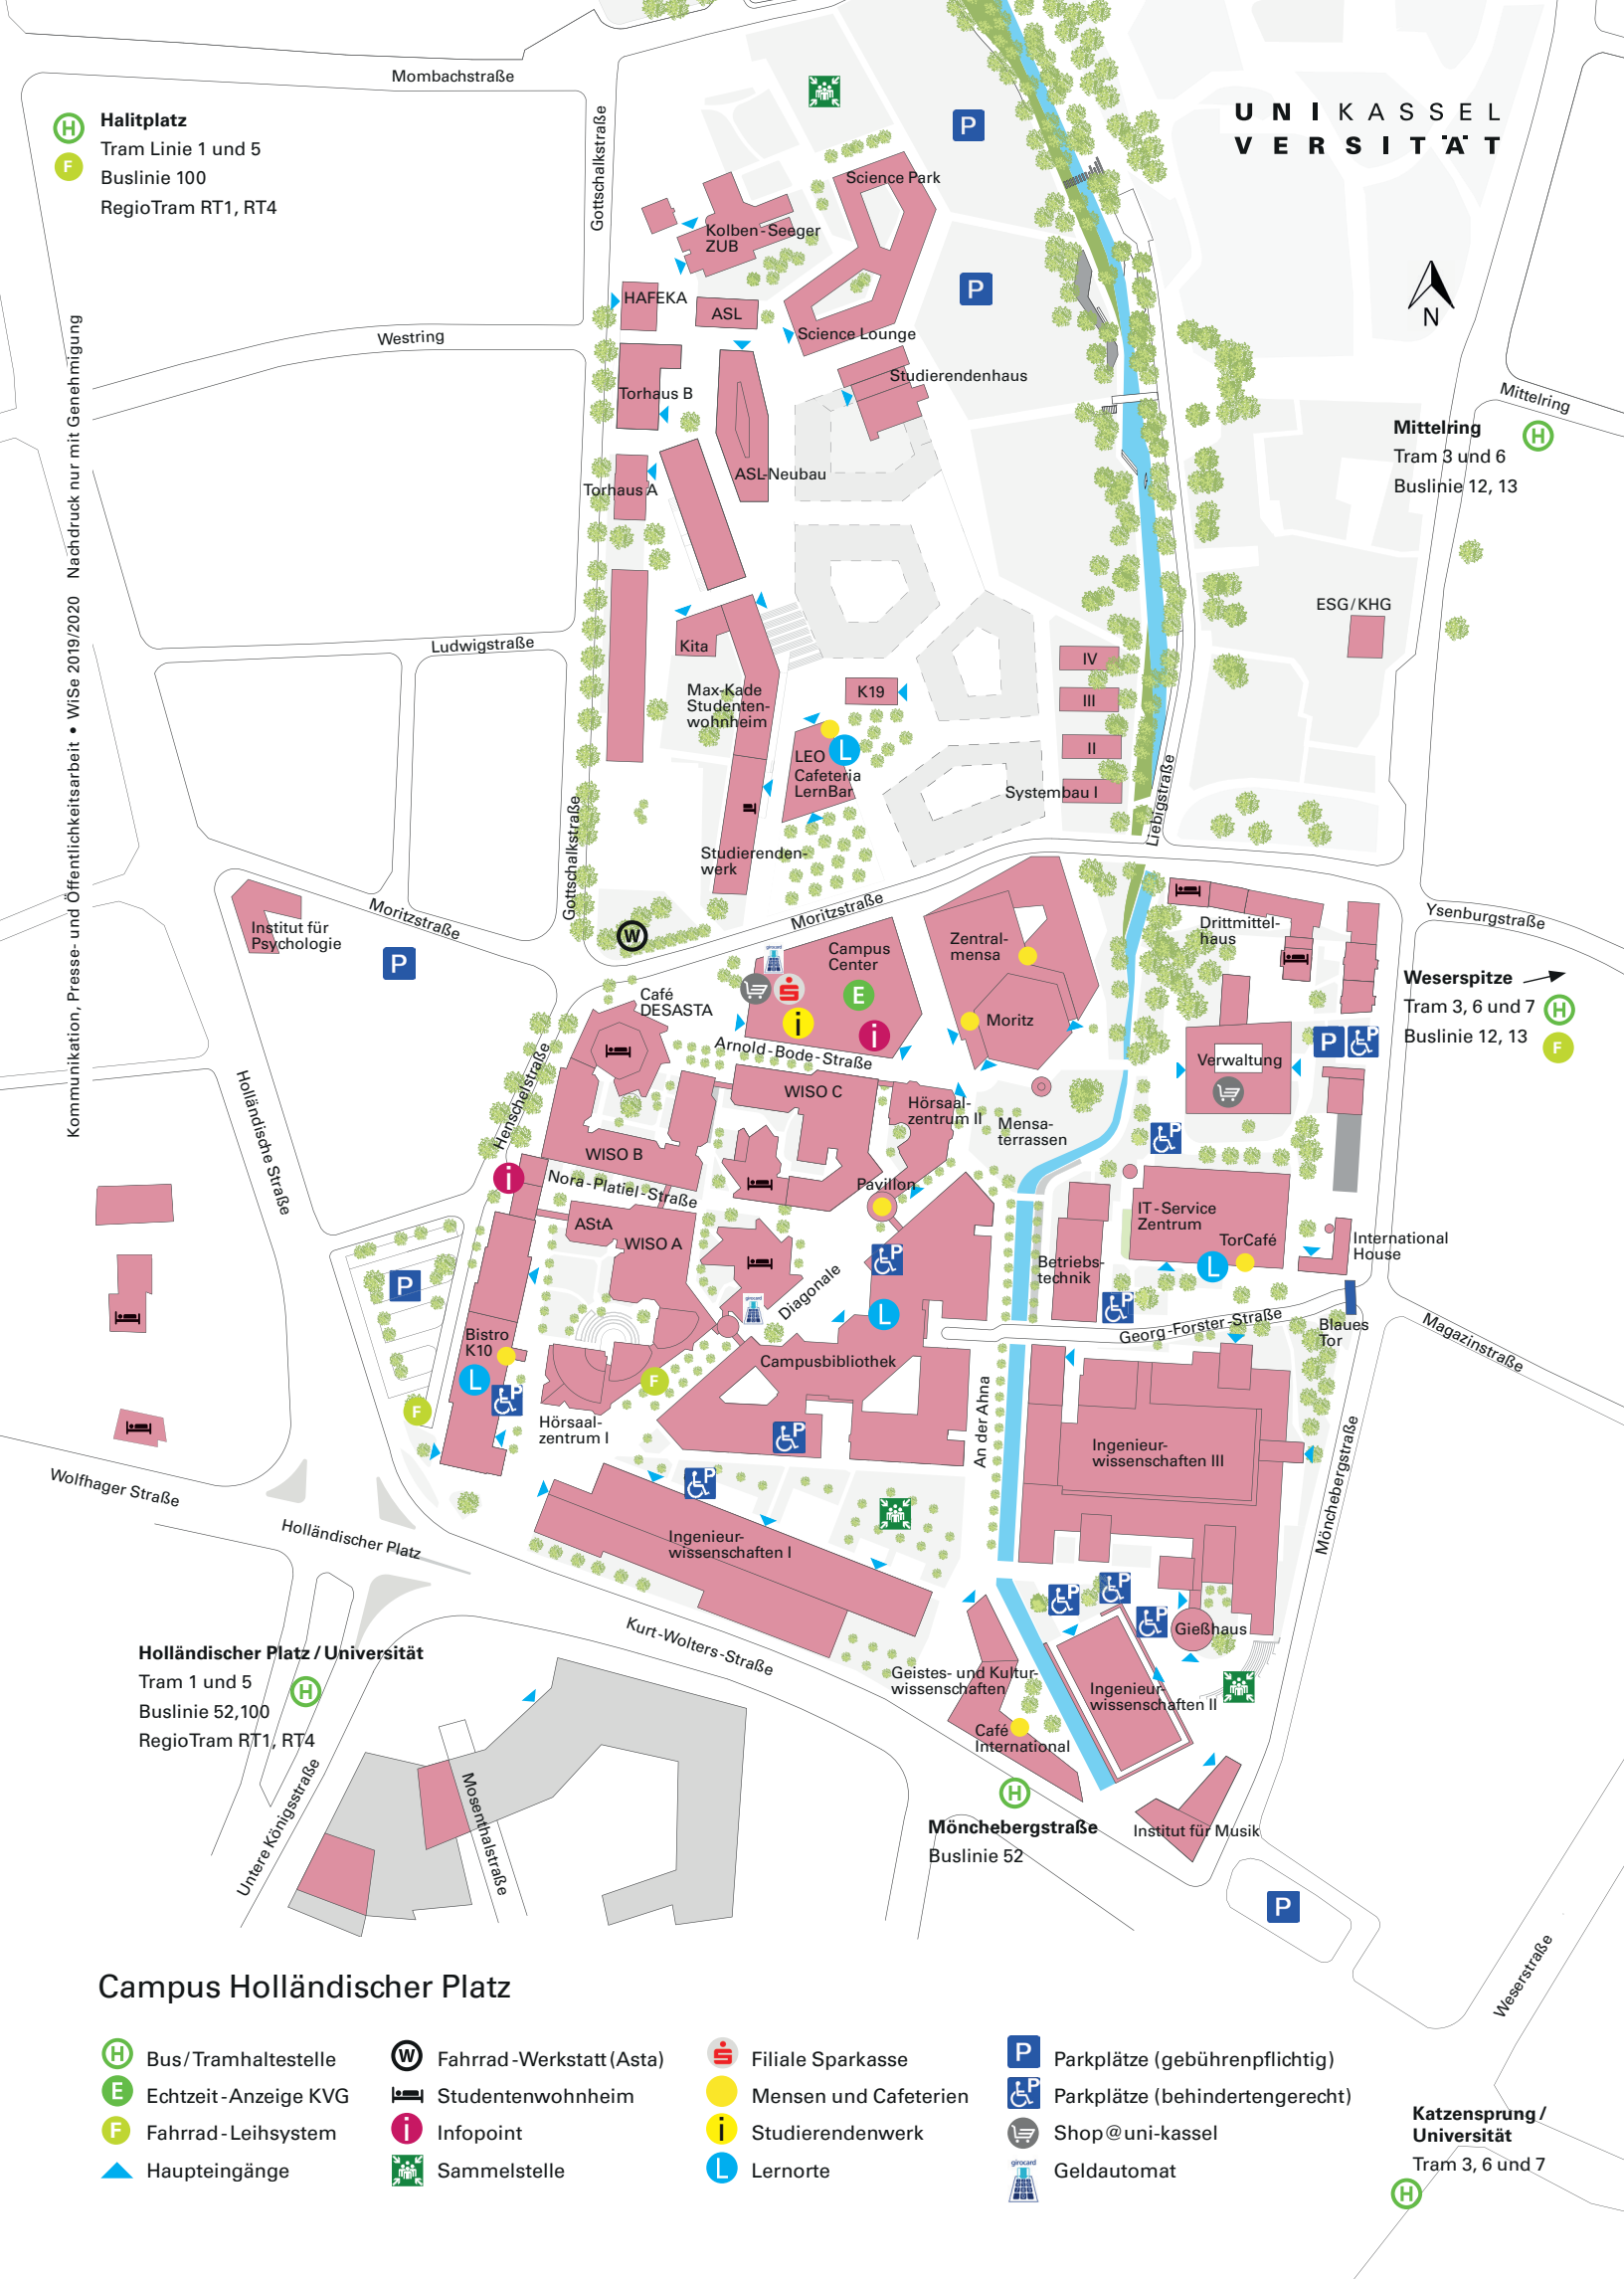 Mombachstraße
Halitplatz
Tram Linie 1 und 5
Buslinie 100
RegioTram RT1, RT4
H
F
UNIKASSEL
VERSITÄT
N
Gottschalkstraße
P
Science Park
Kolben-Seeger
ZUB
P
HAFEKA
ASL
Science Lounge
Westring
Studierendenhaus
Torhaus B
Mittelring
Mittelring
Tram 3 und 6
Buslinie 12, 13
H
ASL-Neubau
Torhaus A
Kommunikation, Presse- und Öffentlichkeitsarbeit • WiSe 2019/2020 Nachdruck nur mit Genehmigung
ESG/KHG
Ludwigstraße
Kita
IV
III
II
Systembau I
Max-Kade
Studenten-
wohnheim
K19
LEO
L
Cafeteria
LernBar
Liebigstraße
Gottschalkstraße
Studierenden-
werk
Moritzstraße
Moritzstraße
Institut für
Psychologie
P
W
Ysenburgstraße
Drittmittel-
haus
Zentral-
mensa
Campus
Center
girocard
E
i
i
Moritz
Weserspitze
Tram 3, 6 und 7
Buslinie 12, 13
H
F
Café
DESASTA
Arnold-Bode-Straße
Verwaltung
P
P
Henschelstraße
Holländische Straße
WISO C
Hörsaal-
zentrum II
Mensa-
terrassen
P
WISO B
i
Nora-Platiel-Straße
Pavillon
AStA
WISO A
IT-Service
Zentrum
TorCafé
L
International
House
P
P
Betriebs-
technik
P
Diagonale
girocard
L
Georg-Forster-Straße
Blaues
Tor
Magazinstraße
Bistro
K10
L
P
F
F
Campusbibliothek
P
Hörsaal-
zentrum I
An der Ahna
Ingenieur-
wissenschaften III
Mönchebergstraße
Wolfhager Straße
Holländischer Platz
P
Ingenieur-
wissenschaften I
Kurt-Wolters-Straße
P
P
P
Gießhaus
Holländischer Platz / Universität
Tram 1 und 5
Buslinie 52,100
RegioTram RT1, RT4
H
Geistes- und Kultur-
wissenschaften
Ingenieur-
wissenschaften II
Café
International
H
Mönchebergstraße
Buslinie 52
Institut für Musik
Untere Königsstraße
Mosenthalstraße
P
Weserstraße
Campus Holländischer Platz
H Bus/Tramhaltestelle
E Echtzeit-Anzeige KVG
F Fahrrad-Leihsystem
Haupteingänge
W Fahrrad-Werkstatt (Asta)
Studentenwohnheim
i Infopoint
Sammelstelle
Filiale Sparkasse
Mensen und Cafeterien
i Studierendenwerk
L Lernorte
P Parkplätze (gebührenpflichtig)
P Parkplätze (behindertengerecht)
Shop@uni-kassel
girocard
Geldautomat
Katzensprung /
Universität
Tram 3, 6 und 7
H